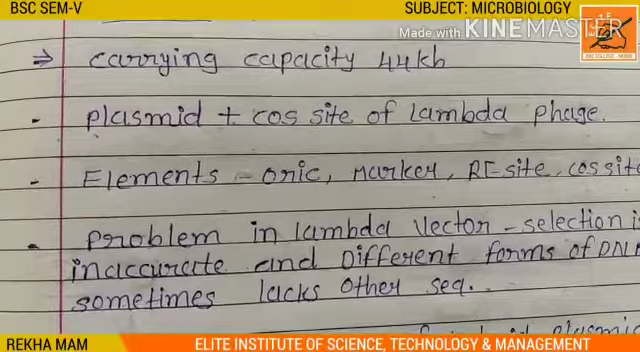 BSC SEM-V
SUBJECT: MICROBIOLOGY
Made with KINEMASTER
BSC COLLEGE
⇒ Carrying capacity 44kb
- Plasmid + cos site of lambda phage.
- Elements - oric, Marker, RE-site, cos site
- Problem in lambda vector - selection is
inaccurate and Different forms of DNA
sometimes lacks other seq..
REKHA MAM
ELITE INSTITUTE OF SCIENCE, TECHNOLOGY & MANAGEMENT